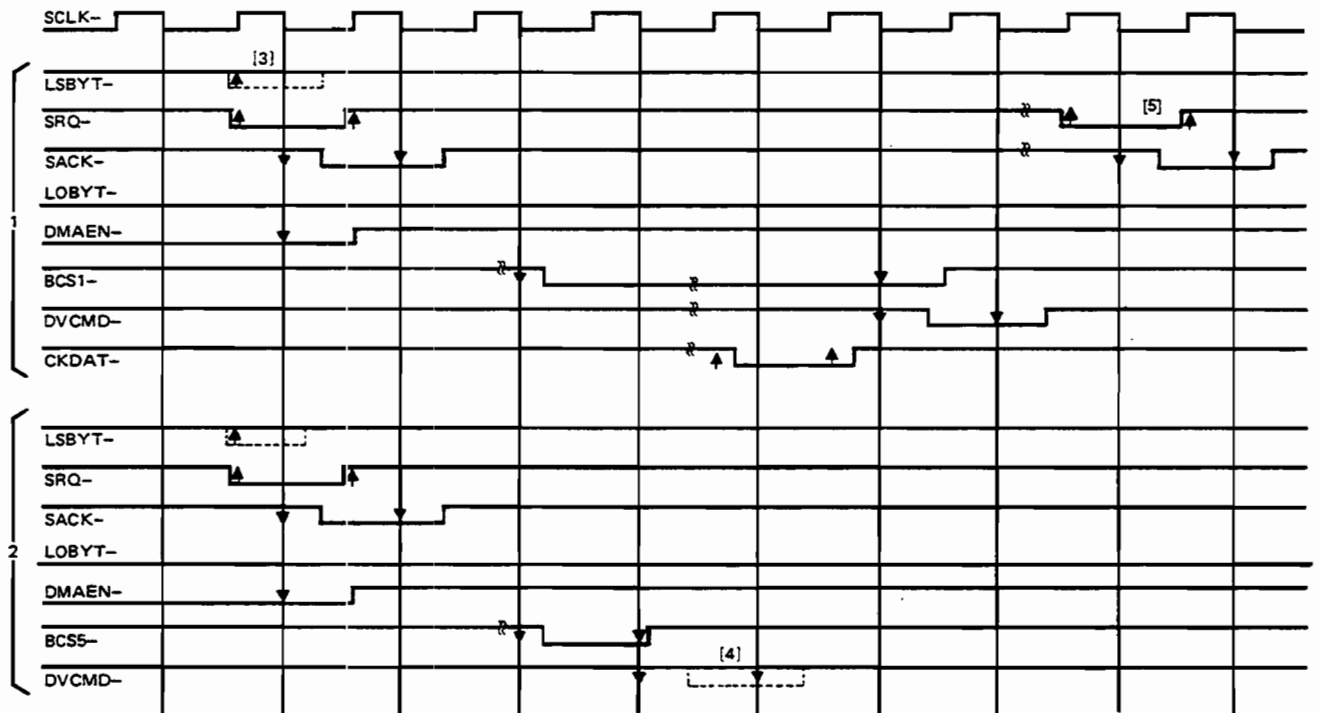 SCLK–
[3]
LSBYT–
SRQ–
[5]
SACK–
LOBYT–
1
DMAEN–
BCS1–
DVCMD–
CKDAT–
LSBYT–
SRQ–
SACK–
2
LOBYT–
DMAEN–
BCS5–
[4]
DVCMD–